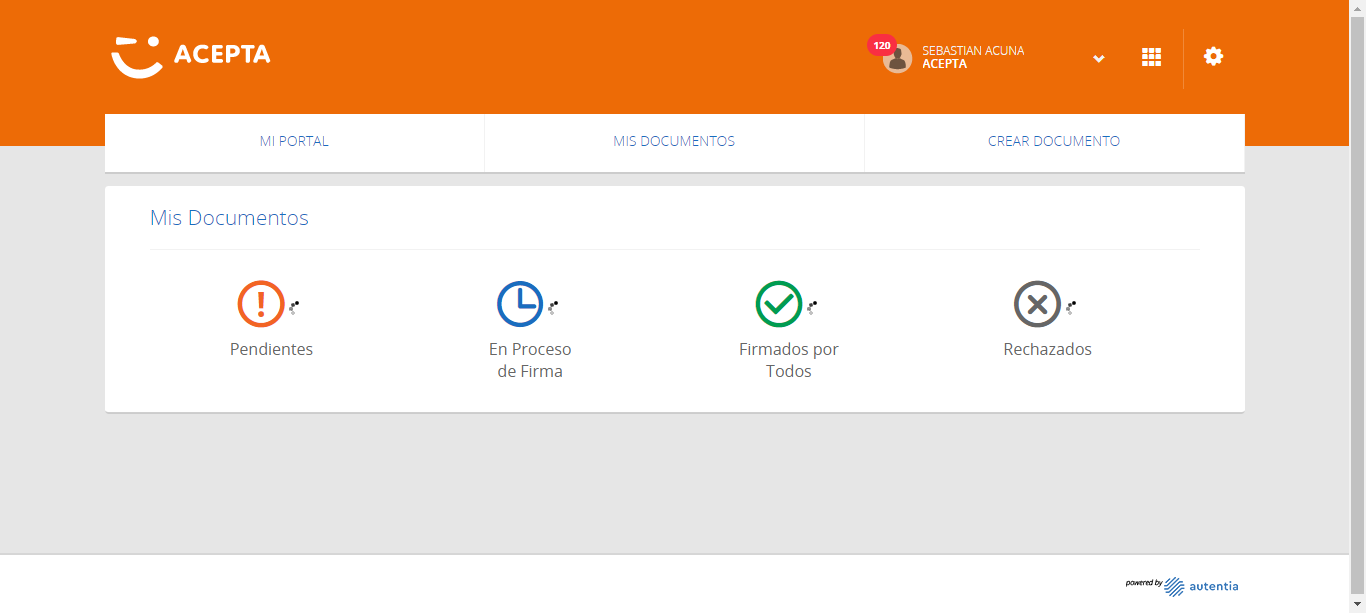 ACEPTA
120
SEBASTIAN ACUNA
ACEPTA
MI PORTAL
MIS DOCUMENTOS
CREAR DOCUMENTO
Mis Documentos
Pendientes
En Proceso
de Firma
Firmados por
Todos
Rechazados
powered by
autentia